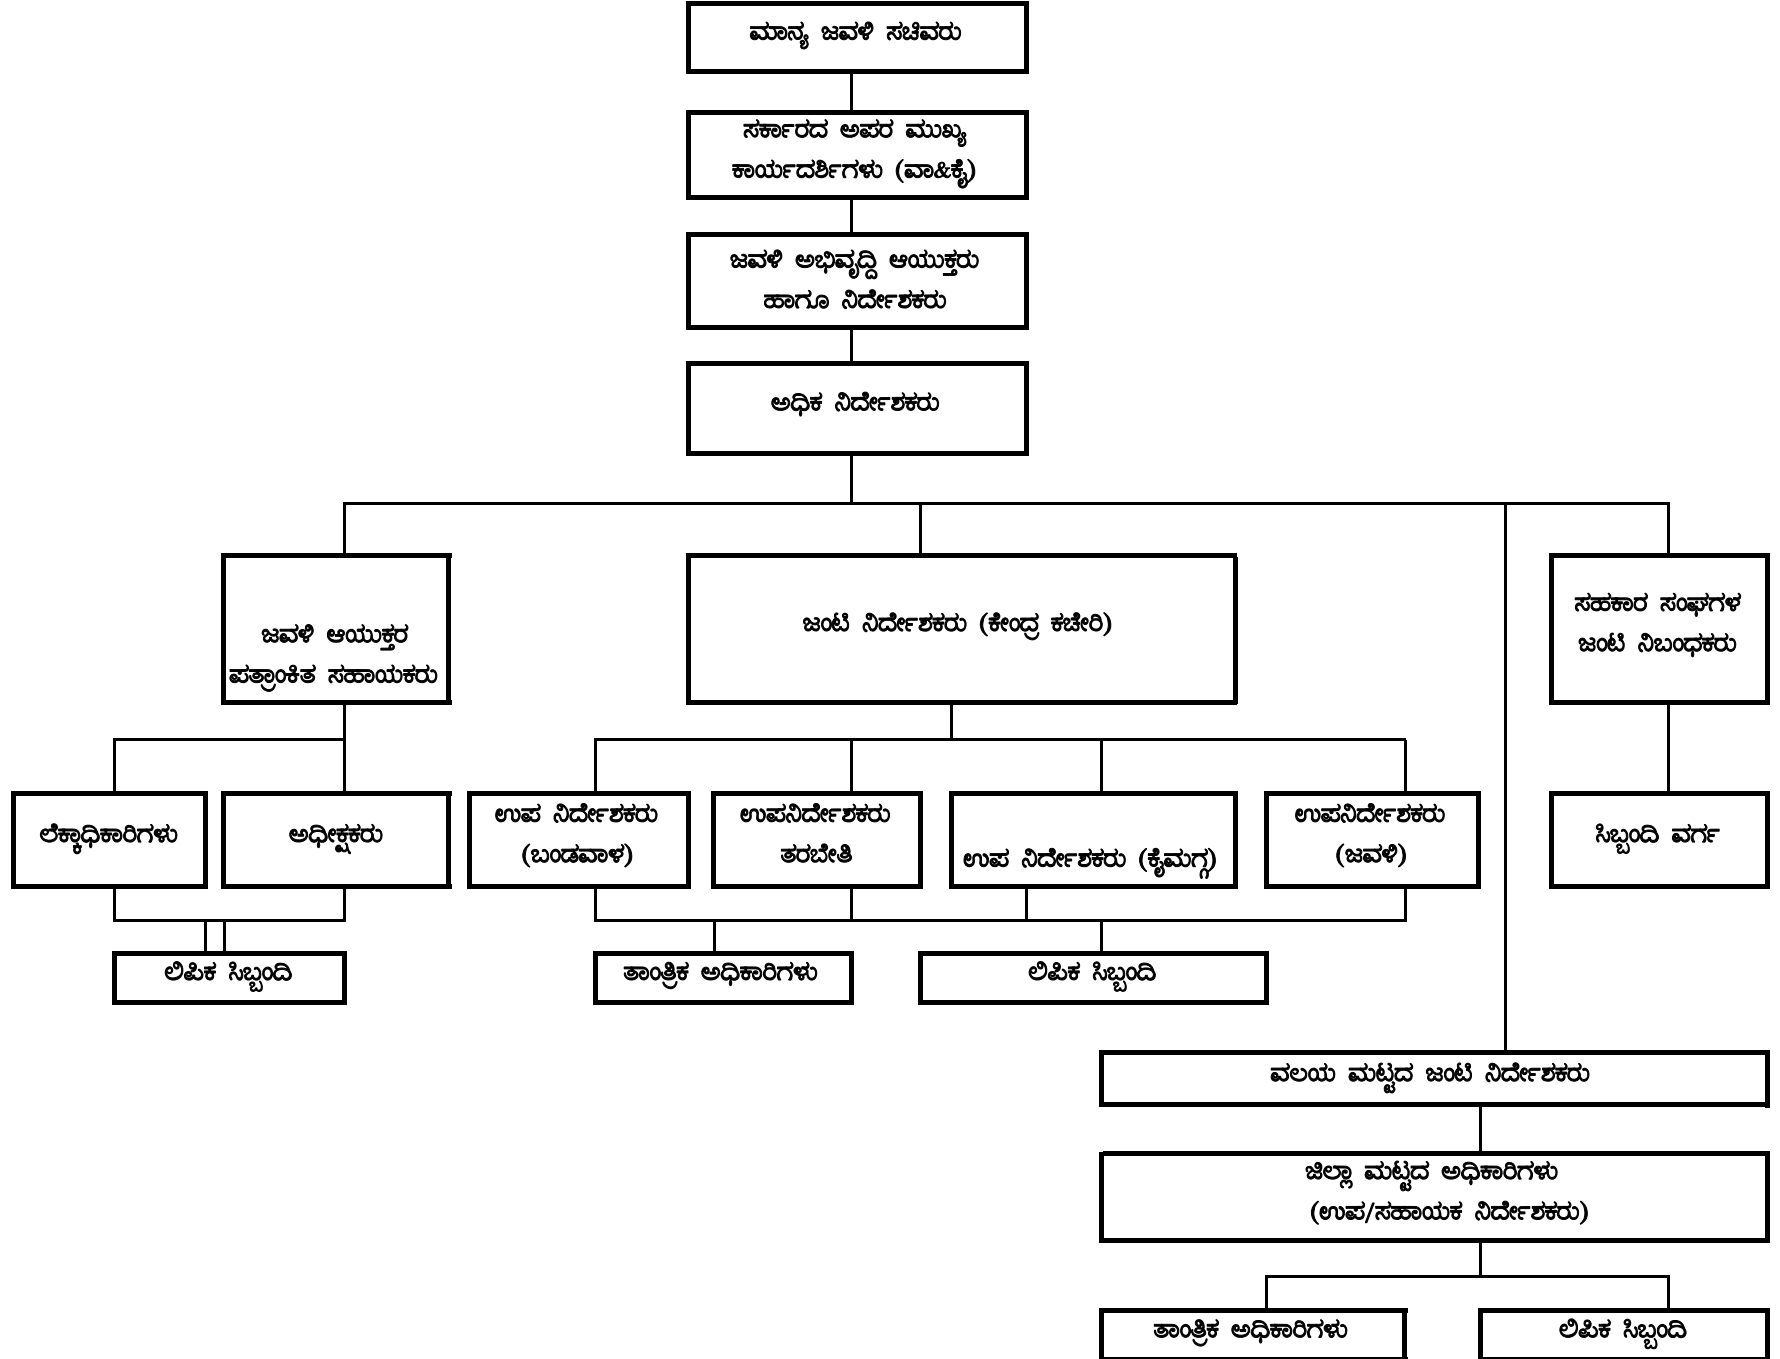 ಮಾನ್ಯ ಜವಳಿ ಸಚಿವರು
ಸರ್ಕಾರದ ಅಪರ ಮುಖ್ಯ
ಕಾರ್ಯದರ್ಶಿಗಳು (ವಾ&ಕೈ)
ಜವಳಿ ಅಭಿವೃದ್ದಿ ಆಯುಕ್ತರು
ಹಾಗೂ ನಿರ್ದೇಶಕರು
ಅಧಿಕ ನಿರ್ದೇಶಕರು
ಜವಳಿ ಆಯುಕ್ತರ
ಪತ್ರಾಂಕಿತ ಸಹಾಯಕರು
ಜಂಟಿ ನಿರ್ದೇಶಕರು (ಕೇಂದ್ರ ಕಚೇರಿ)
ಸಹಕಾರ ಸಂಘಗಳ
ಜಂಟಿ ನಿಬಂಧಕರು
ಲೆಕ್ಕಾಧಿಕಾರಿಗಳು
ಅಧೀಕ್ಷಕರು
ಉಪ ನಿರ್ದೇಶಕರು
(ಬಂಡವಾಳ)
ಉಪನಿರ್ದೇಶಕರು
ತರಬೇತಿ
ಉಪ ನಿರ್ದೇಶಕರು (ಕೈಮಗ್ಗ)
ಉಪನಿರ್ದೇಶಕರು
(ಜವಳಿ)
ಸಿಬ್ಬಂದಿ ವರ್ಗ
ಲಿಪಿಕ ಸಿಬ್ಬಂದಿ
ತಾಂತ್ರಿಕ ಅಧಿಕಾರಿಗಳು
ಲಿಪಿಕ ಸಿಬ್ಬಂದಿ
ವಲಯ ಮಟ್ಟದ ಜಂಟಿ ನಿರ್ದೇಶಕರು
ಜಿಲ್ಲಾ ಮಟ್ಟದ ಅಧಿಕಾರಿಗಳು
(ಉಪ/ಸಹಾಯಕ ನಿರ್ದೇಶಕರು)
ತಾಂತ್ರಿಕ ಅಧಿಕಾರಿಗಳು
ಲಿಪಿಕ ಸಿಬ್ಬಂದಿ